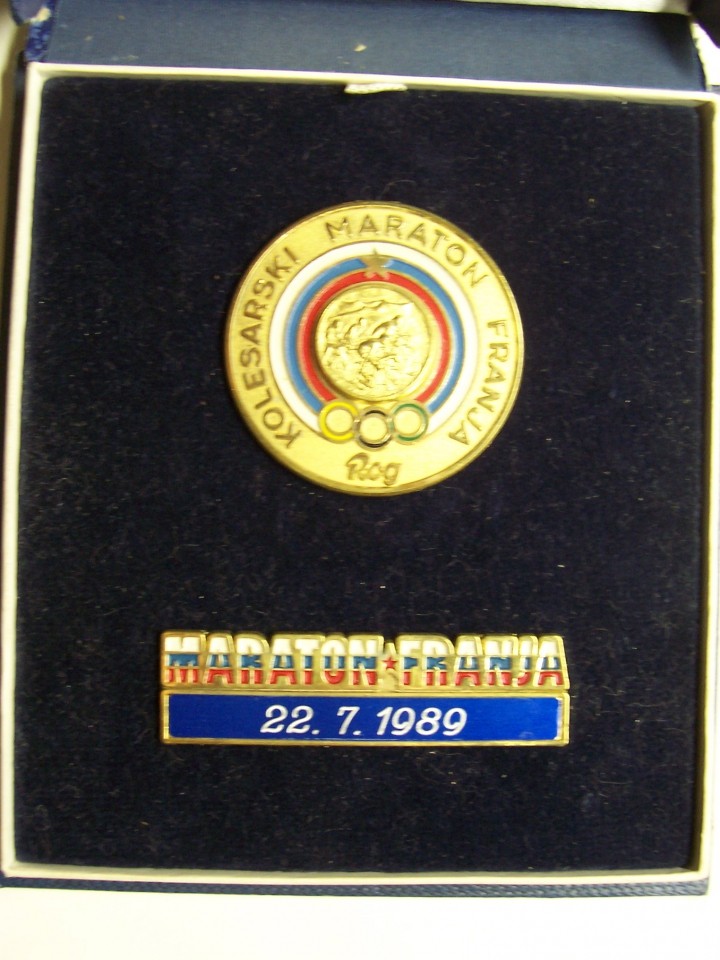 KOLESARSKI MARATON FRANJA
Rog
MARATON★FRANJA
22. 7. 1989